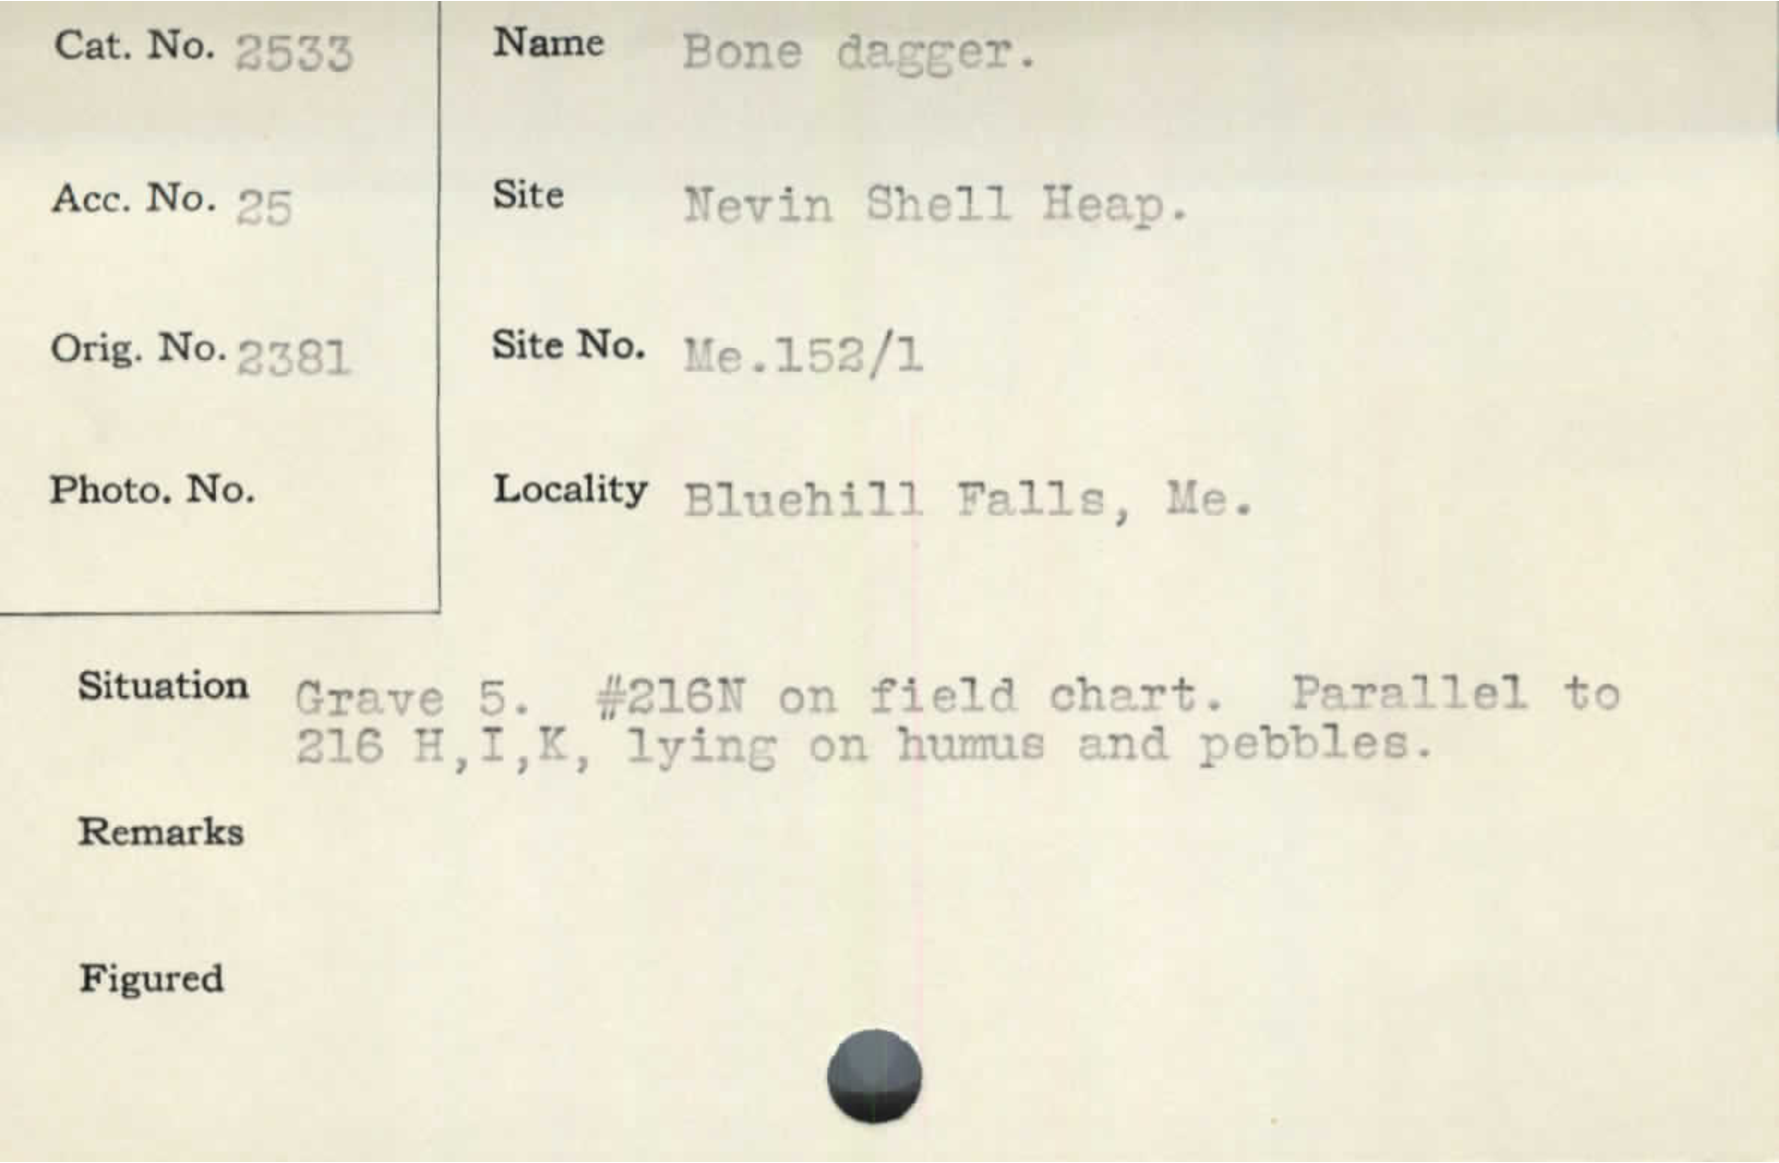 Cat. No. 2533
Name Bone dagger.
Acc. No. 25
Site Nevin Shell Heap.
Orig. No. 2381
Site No. Me.152/1
Photo. No.
Locality Bluehill Falls, Me.
Situation Grave 5. #216N on field chart. Parallel to
216 H,I,K, lying on humus and pebbles.
Remarks
Figured